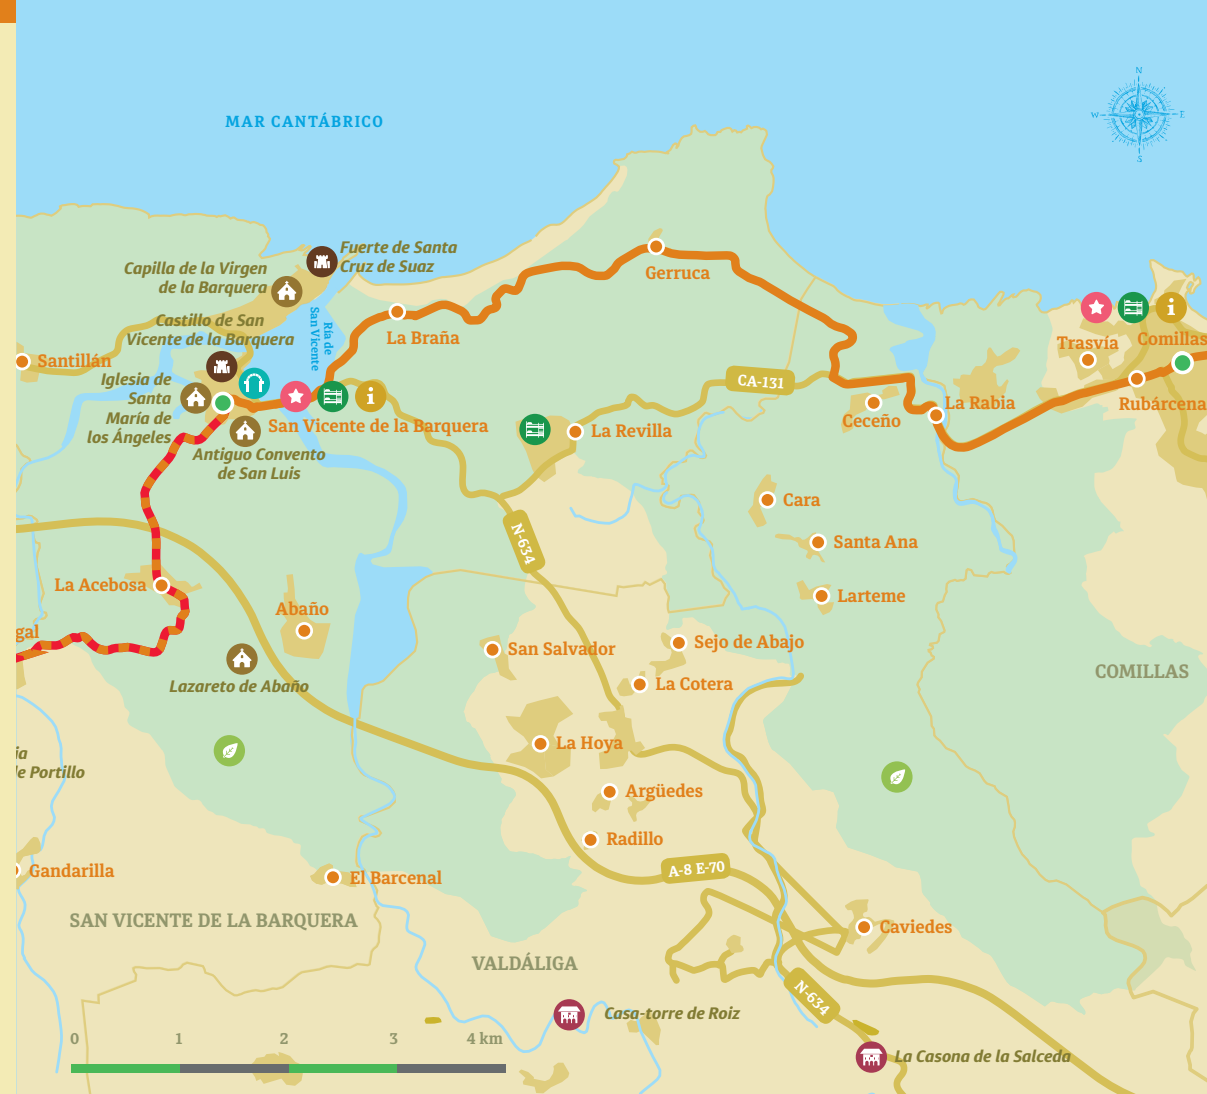 N
W
E
S
MAR CANTÁBRICO
Fuerte de Santa
Cruz de Suaz
Capilla de la Virgen
de la Barquera
Gerruca
Castillo de San
Vicente de la Barquera
Ría de
San Vicente
La Braña
Trasvía
Comillas
Santillán
CA-131
Iglesia de
Santa
María de
los Ángeles
La Rabia
Rubárcena
Ceceño
San Vicente de la Barquera
La Revilla
Antiguo Convento
de San Luis
Cara
N-634
Santa Ana
La Acebosa
Larteme
Abaño
gal
San Salvador
Sejo de Abajo
COMILLAS
Lazareto de Abaño
La Cotera
La Hoya
ia
le Portillo
Argüedes
Radillo
A-8 E-70
Gandarilla
El Barcenal
SAN VICENTE DE LA BARQUERA
Caviedes
VALDÁLIGA
N-634
Casa-torre de Roiz
0 1 2 3 4 km
La Casona de la Salceda